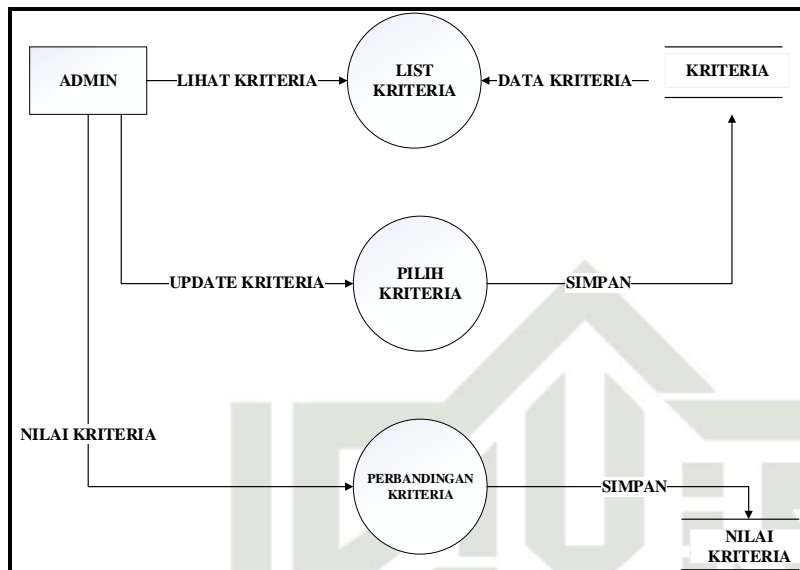 ADMIN
LIHAT KRITERIA
LIST
KRITERIA
DATA KRITERIA
KRITERIA
UPDATE KRITERIA
PILIH
KRITERIA
SIMPAN
NILAI KRITERIA
PERBANDINGAN
KRITERIA
SIMPAN
NILAI
KRITERIA